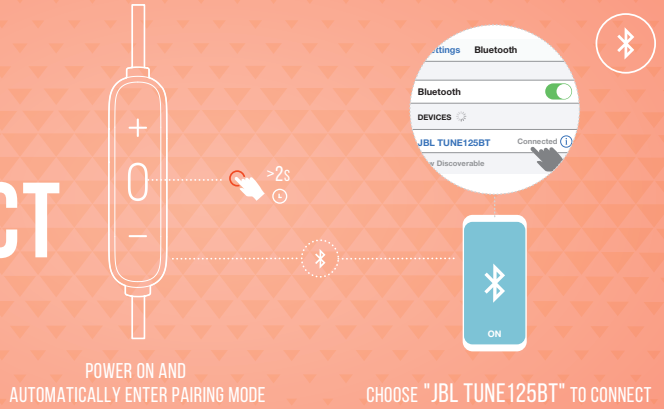 Bluetooth
Bluetooth
DEVICES
JBL TUNE125BT Connected
Discoverable
+
>2S
CT
−
ON
POWER ON AND
AUTOMATICALLY ENTER PAIRING MODE
CHOOSE "JBL TUNE125BT" TO CONNECT